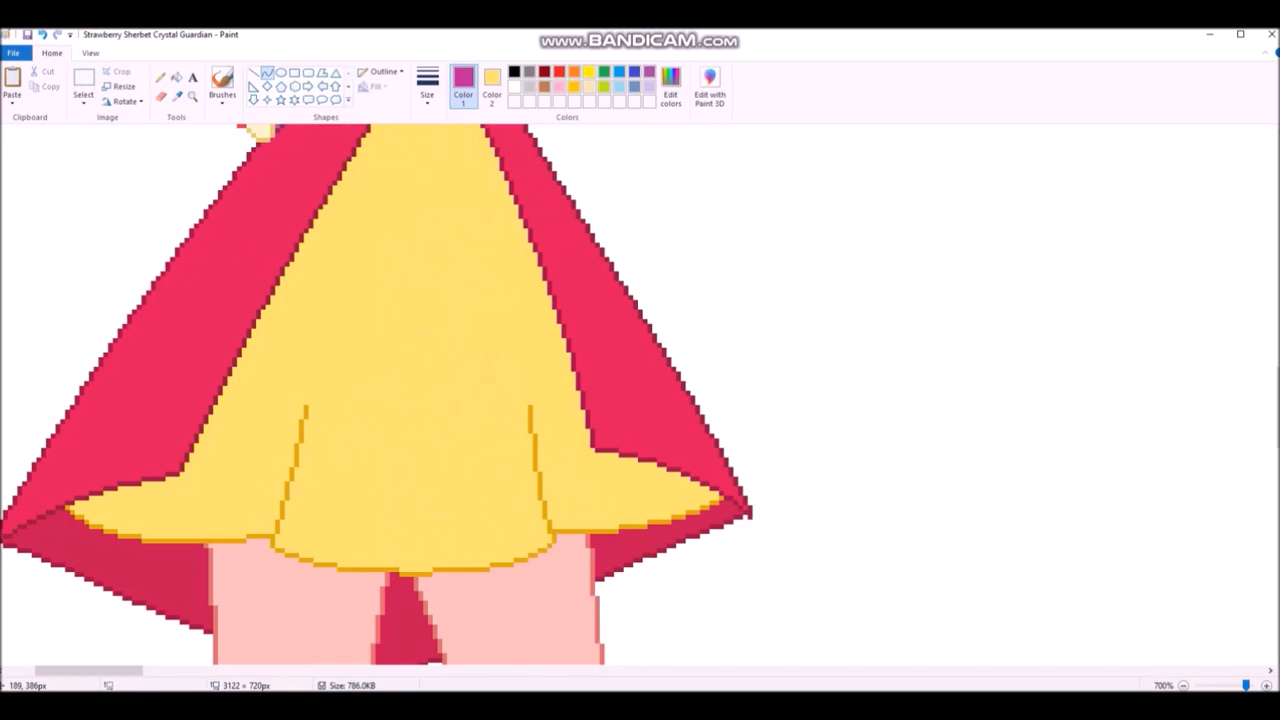 Strawberry Sherbet Crystal Guardian - Paint
www.BANDICAM.com
File Home View
Cut Crop Outline
Copy Resize Fill
Paste Select Rotate Brushes Size Color 1 Color 2 Edit colors Edit with Paint 3D
Clipboard Image Tools Shapes Colors
A
189, 386px 3122 × 720px Size: 786.0KB 700%